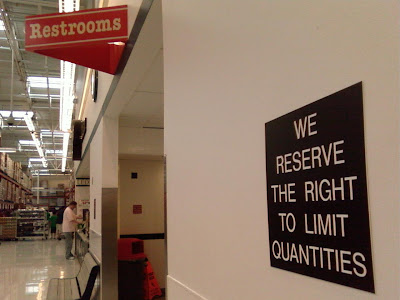 Restrooms
WE
RESERVE
THE RIGHT
TO LIMIT
QUANTITIES